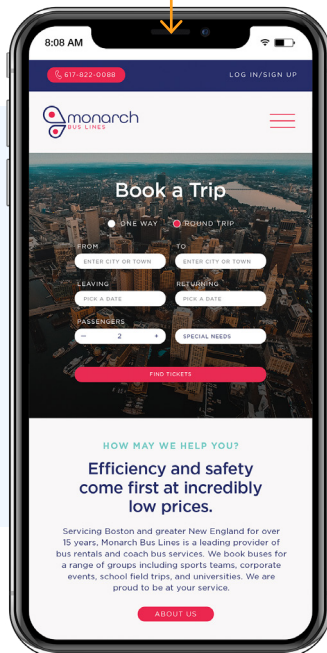 8:08 AM
617-822-0088
LOG IN/SIGN UP
monarch
BUS LINES
Book a Trip
ONE WAY ROUND TRIP
FROM TO
ENTER CITY OR TOWN ENTER CITY OR TOWN
LEAVING RETURNING
PICK A DATE PICK A DATE
PASSENGERS
— 2 + SPECIAL NEEDS
FIND TICKETS
HOW MAY WE HELP YOU?
Efficiency and safety
come first at incredibly
low prices.
Servicing Boston and greater New England for over
15 years, Monarch Bus Lines is a leading provider of
bus rentals and coach bus services. We book buses for
a range of groups including sports teams, corporate
events, school field trips, and universities. We are
proud to be at your service.
ABOUT US